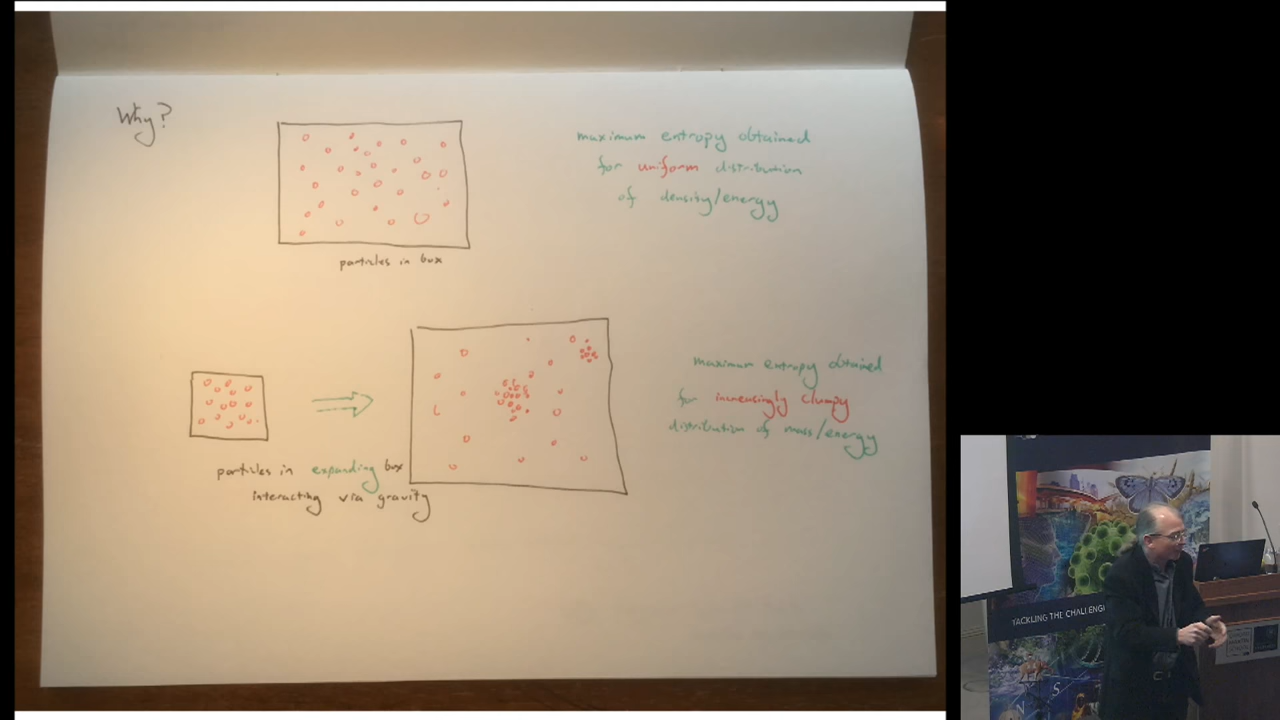 Why?
maximum entropy obtained
for uniform distribution
of density/energy
particles in box
maximum entropy obtained
for increasingly clumpy
distribution of mass/energy
particles in expanding box
interacting via gravity
TACKLING THE CHALLENG
N S